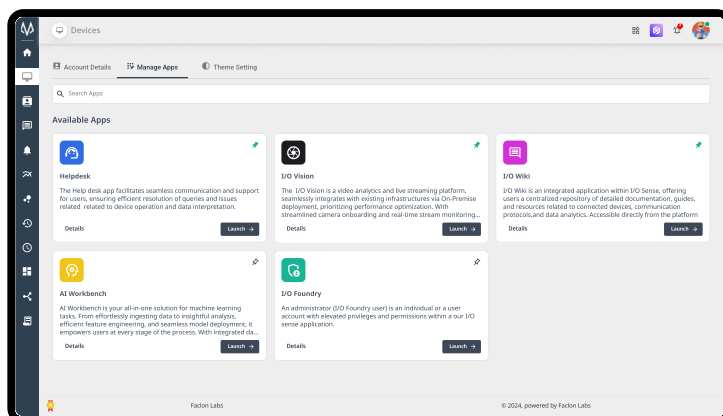 Devices
Account Details
Manage Apps
Theme Setting
Search Apps
Available Apps
Helpdesk
The Help desk app facilitates seamless communication and support
for users, ensuring efficient resolution of queries and issues
related related to device operation and data interpretation.
Details
Launch
I/O Vision
The I/O Vision is a video analytics and live streaming platform,
seamlessly integrates with existing infrastructures via On-Premise
deployment, prioritizing performance optimization. With
streamlined camera onboarding and real-time stream monitoring...
Details
Launch
I/O Wiki
I/O Wiki is an integrated application within I/O Sense, offering
users a centralized repository of detailed documentation, guides,
and resources related to connected devices, communication
protocols,and data analytics. Accessible directly from the platform
Details
Launch
AI Workbench
AI Workbench is your all-in-one solution for machine learning
tasks. From effortlessly ingesting data to insightful analysis,
efficient feature engineering, and seamless model deployment, it
empowers users at every stage of the process. With integrated da...
Details
Launch
I/O Foundry
An administrator (I/O Foundry user) is an individual or a user
account with elevated privileges and permissions within a our I/O
sense application.
Details
Launch
Faclon Labs
© 2024, powered by Faclon Labs